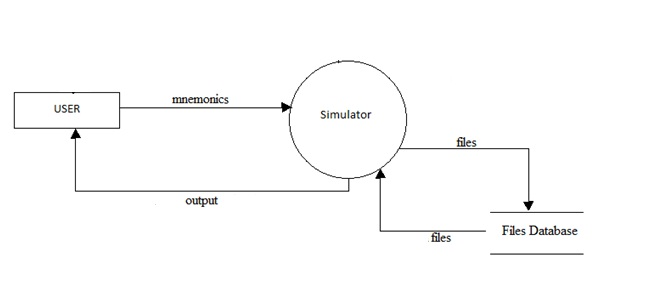 USER
mnemonics
Simulator
files
output
files
Files Database